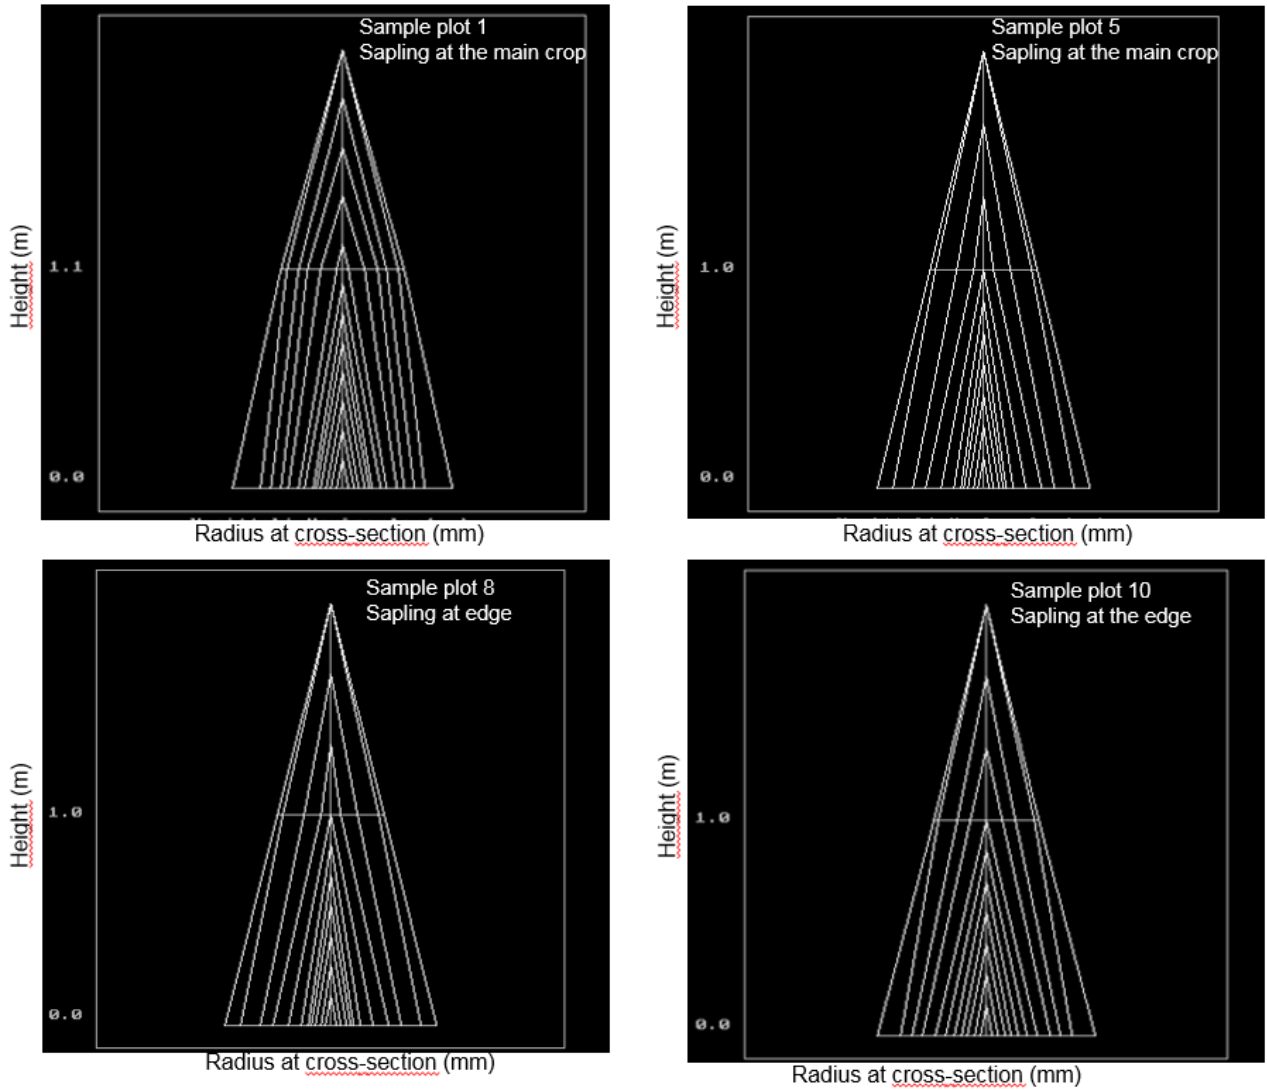 Sample plot 1
Sapling at the main crop
Height (m)
1.1
0.0
Radius at cross-section (mm)
Sample plot 5
Sapling at the main crop
Height (m)
1.0
0.0
Radius at cross-section (mm)
Sample plot 8
Sapling at edge
Height (m)
1.0
0.0
Radius at cross-section (mm)
Sample plot 10
Sapling at the edge
Height (m)
1.0
0.0
Radius at cross-section (mm)